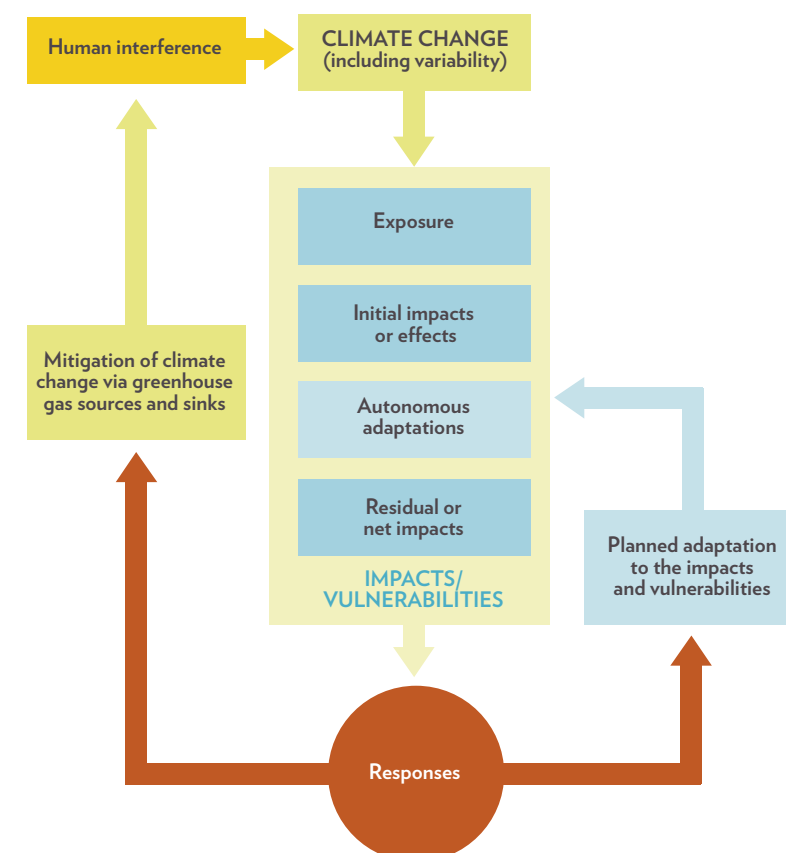 Human interference
CLIMATE CHANGE
(including variability)
Exposure
Initial impacts
or effects
Mitigation of climate
change via greenhouse
gas sources and sinks
Autonomous
adaptations
Residual or
net impacts
Planned adaptation
to the impacts
and vulnerabilities
IMPACTS/
VULNERABILITIES
Responses